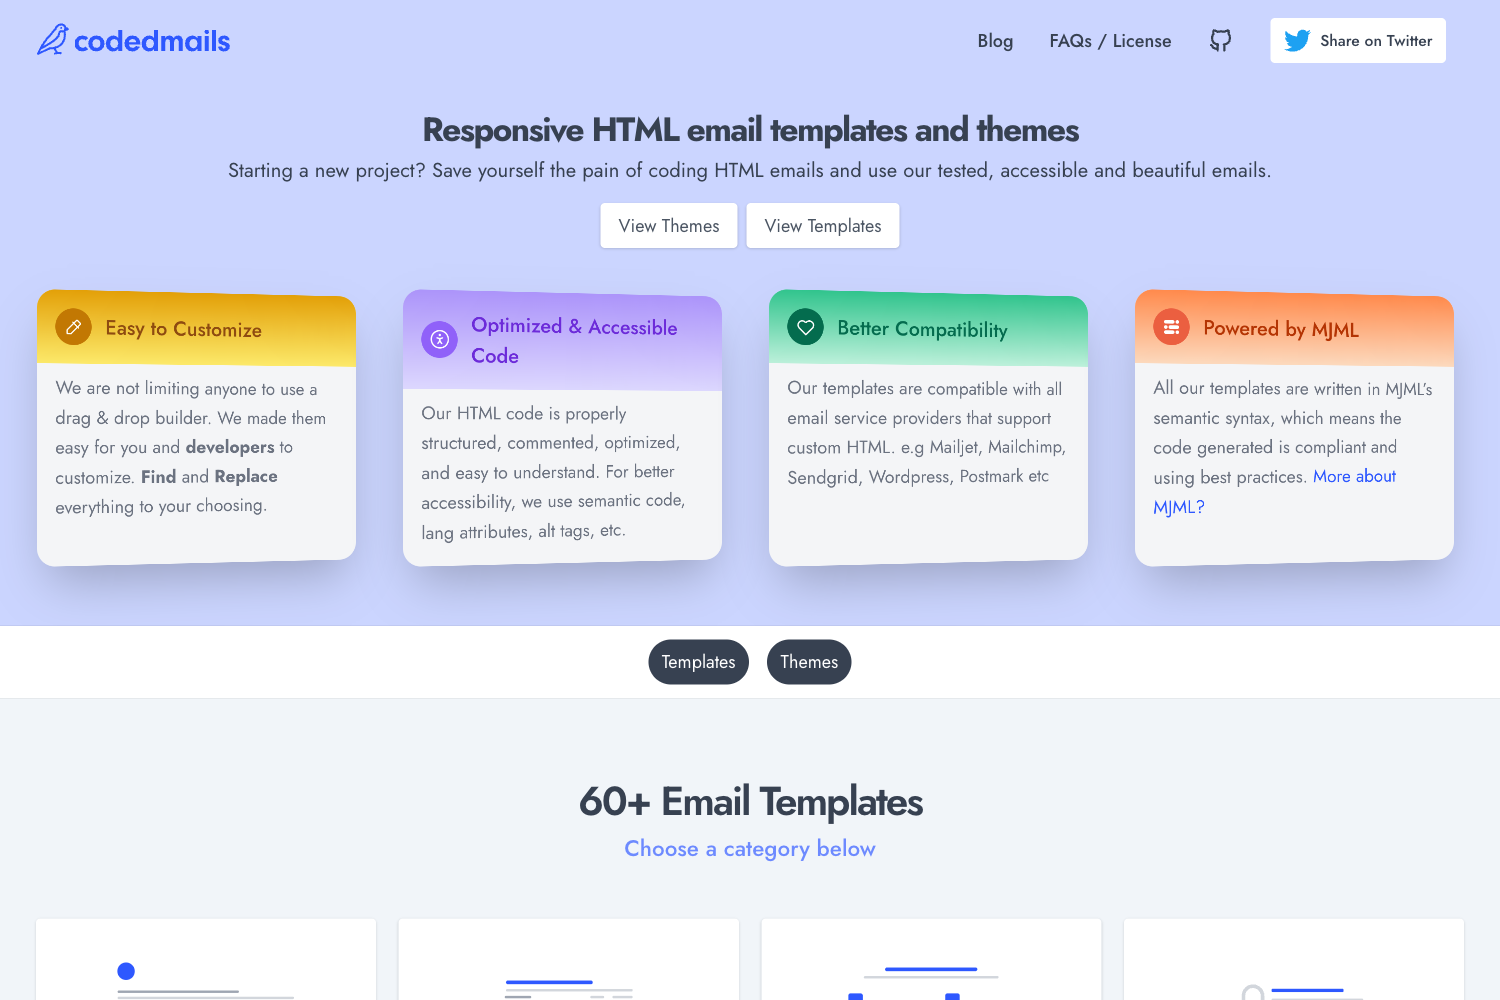 codedmails
Blog
FAQs / License
Share on Twitter
Responsive HTML email templates and themes
Starting a new project? Save yourself the pain of coding HTML emails and use our tested, accessible and beautiful emails.
View Themes
View Templates
Easy to Customize
We are not limiting anyone to use a
drag & drop builder. We made them
easy for you and developers to
customize. Find and Replace
everything to your choosing.
Optimized & Accessible
Code
Our HTML code is properly
structured, commented, optimized,
and easy to understand. For better
accessibility, we use semantic code,
lang attributes, alt tags, etc.
Better Compatibility
Our templates are compatible with all
email service providers that support
custom HTML. e.g Mailjet, Mailchimp,
Sendgrid, Wordpress, Postmark etc
Powered by MJML
All our templates are written in MJML's
semantic syntax, which means the
code generated is compliant and
using best practices. More about
MJML?
Templates
Themes
60+ Email Templates
Choose a category below